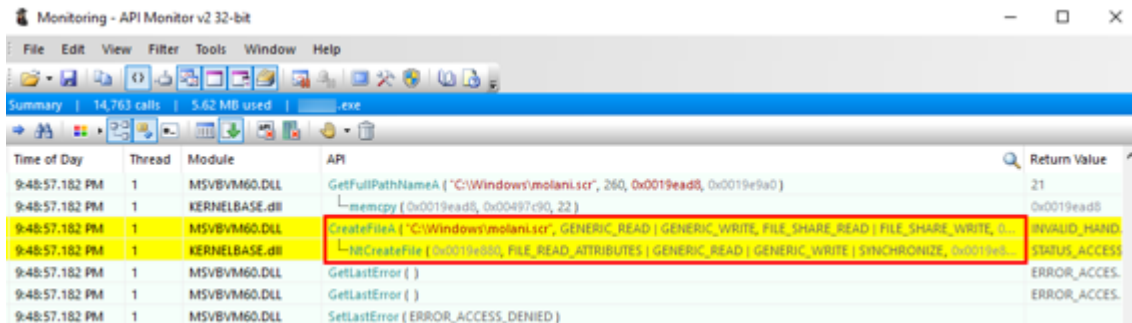 Monitoring - API Monitor v2 32-bit
File Edit View Filter Tools Window Help
Summary | 14,763 calls | 5.62 MB used | .exe
Time of Day Thread Module API Return Value
9:48:57.182 PM 1 MSVBVM60.DLL GetFullPathNameA ( "C:\Windows\molani.scr", 260, 0x0019ead8, 0x0019e9a0 ) 21
9:48:57.182 PM 1 KERNELBASE.dll memcpy ( 0x0019ead8, 0x00497c90, 22 ) 0x0019ead8
9:48:57.182 PM 1 MSVBVM60.DLL CreateFileA ( "C:\Windows\molani.scr", GENERIC_READ | GENERIC_WRITE, FILE_SHARE_READ | FILE_SHARE_WRITE, 0... INVALID_HAND.
9:48:57.182 PM 1 KERNELBASE.dll NtCreateFile ( 0x0019e880, FILE_READ_ATTRIBUTES | GENERIC_READ | GENERIC_WRITE | SYNCHRONIZE, 0x0019e8... STATUS_ACCESS
9:48:57.182 PM 1 MSVBVM60.DLL GetLastError ( ) ERROR_ACCES.
9:48:57.182 PM 1 MSVBVM60.DLL GetLastError ( ) ERROR_ACCES.
9:48:57.182 PM 1 MSVBVM60.DLL SetLastError ( ERROR_ACCESS_DENIED )